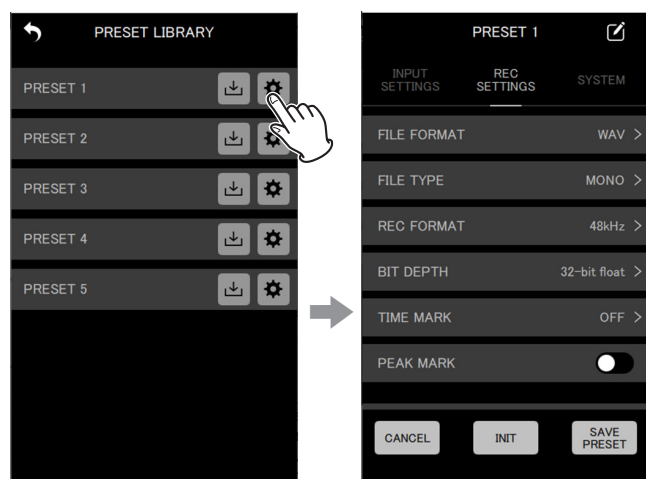 PRESET LIBRARY
PRESET 1
PRESET 2
PRESET 3
PRESET 4
PRESET 5
PRESET 1
INPUT
SETTINGS
REC
SETTINGS
SYSTEM
FILE FORMAT WAV >
FILE TYPE MONO >
REC FORMAT 48kHz >
BIT DEPTH 32-bit float >
TIME MARK OFF >
PEAK MARK
CANCEL
INIT
SAVE
PRESET